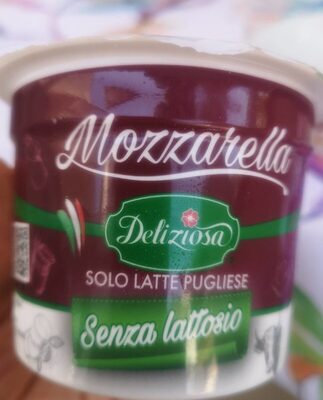 Mozzarella
Deliziosa
SOLO LATTE PUGLIESE
Senza lattosio